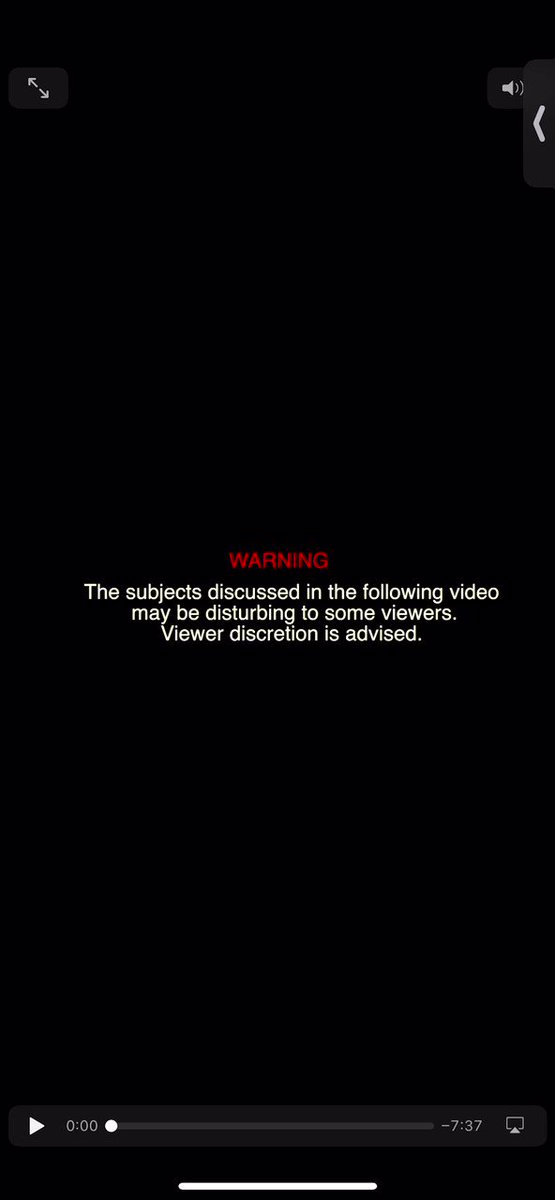 WARNING
The subjects discussed in the following video
may be disturbing to some viewers.
Viewer discretion is advised.
0:00
−7:37